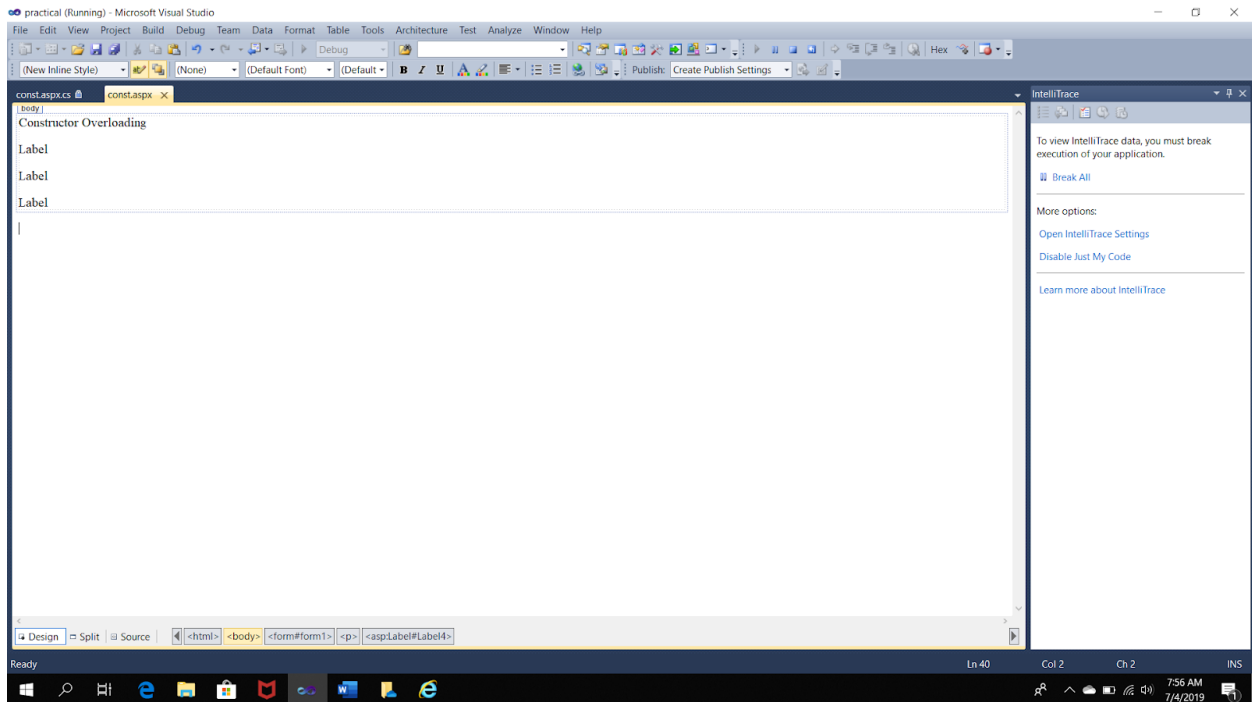 practical (Running) - Microsoft Visual Studio
File Edit View Project Build Debug Team Data Format Table Tools Architecture Test Analyze Window Help
Debug Hex
(New Inline Style) (None) (Default Font) (Default B I U A Publish: Create Publish Settings
const.aspx.cs const.aspx
body
Constructor Overloading
Label
Label
Label
IntelliTrace
To view IntelliTrace data, you must break
execution of your application.
Break All
More options:
Open IntelliTrace Settings
Disable Just My Code
Learn more about IntelliTrace
Design Split Source <html> <body> <form#form1> <p> <asp:Label#Label4>
Ready Ln 40 Col 2 Ch 2 INS
7:56 AM
7/4/2019